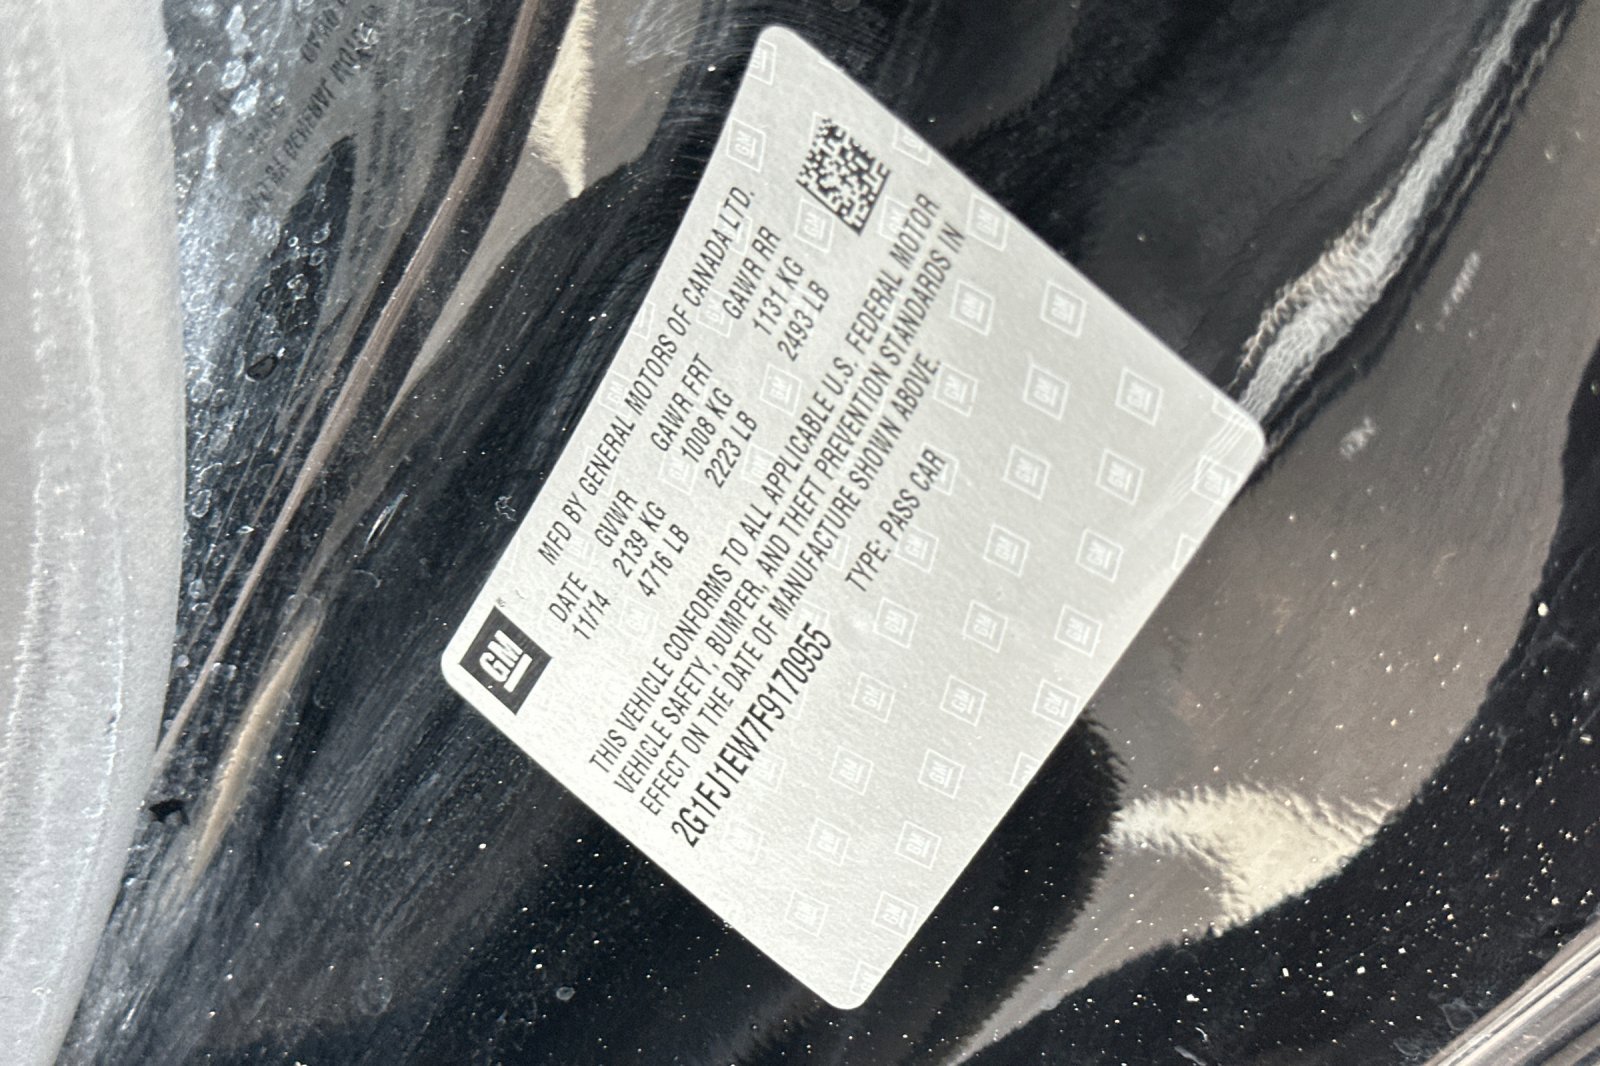 GM
MFD BY GENERAL MOTORS OF CANADA LTD.
DATE GVWR GAWR FRT GAWR RR
11/14 2139 KG 1008 KG 1131 KG
4716 LB 2223 LB 2493 LB
THIS VEHICLE CONFORMS TO ALL APPLICABLE U.S. FEDERAL MOTOR
VEHICLE SAFETY, BUMPER, AND THEFT PREVENTION STANDARDS IN
EFFECT ON THE DATE OF MANUFACTURE SHOWN ABOVE.
2G1FJ1EW7F9170955 TYPE: PASS CAR